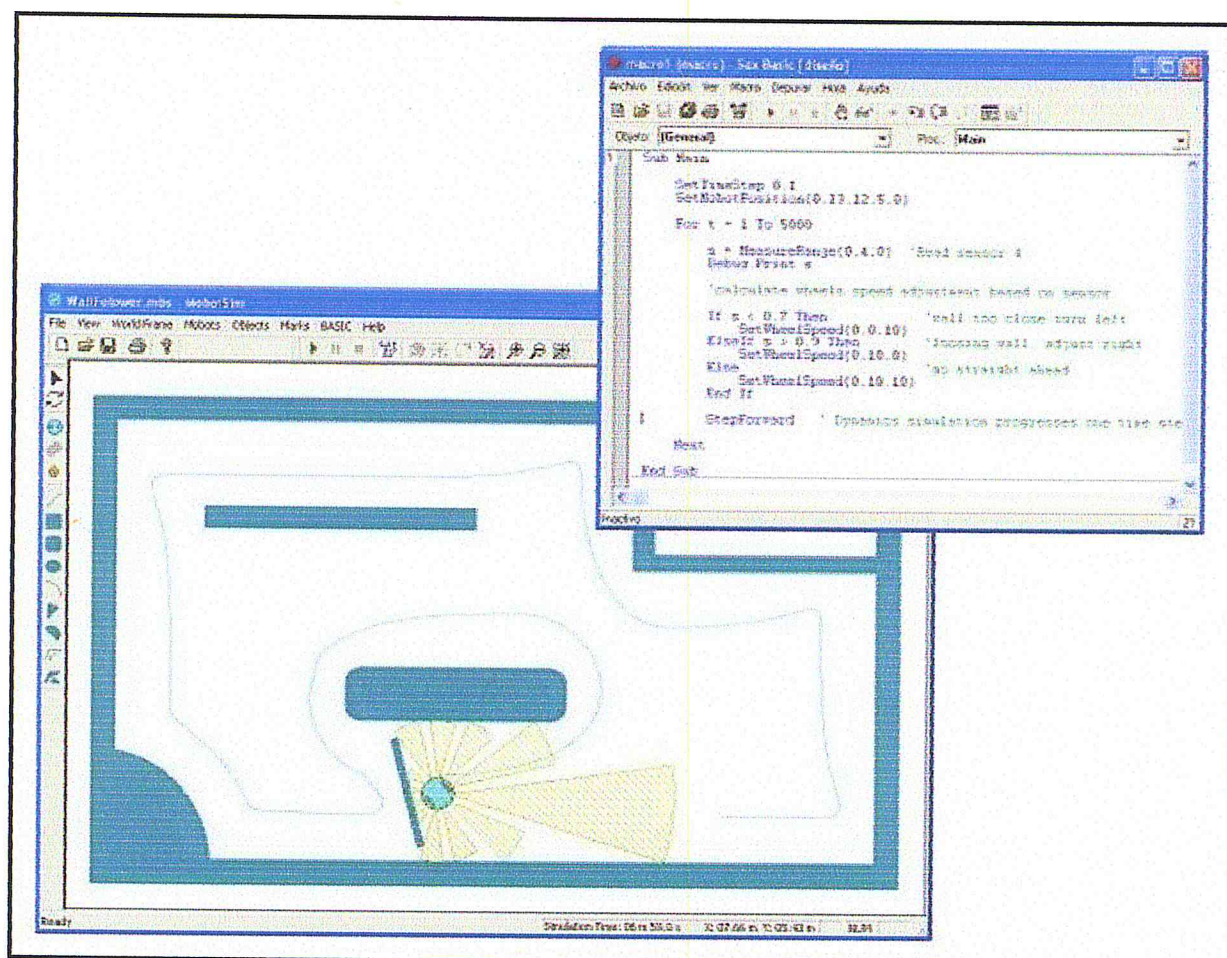 macro1 (macro) - Sax Basic [diseño]
Archivo Edición Ver Macro Depurar Hoja Ayuda
Objeto: (General)
Proc.: Main
Sub Main
SetTimeStep 0.1
SetMobotPosition(0,13,12.5,0)
For t = 1 To 5000
s = MeasureRange(0,4,0) 'Read sensor 4
Debug.Print s
'calculate wheels speed adjustment based on sensor
If s < 0.7 Then 'wall too close turn left
SetWheelSpeed(0,0,10)
ElseIf s > 0.9 Then wall adjust right
SetWheelSpeed(0,10,0)
Else 'go straight ahead
SetWheelSpeed(0,10,10)
End If
StepForward ' Dynamics simulation progresses one time ste
Next
End Sub
Inactivo
WallFollower.mbs - MobotSim
File View WorldFrame Mobots Objects Marks BASIC Help
Ready
Simulation Time: